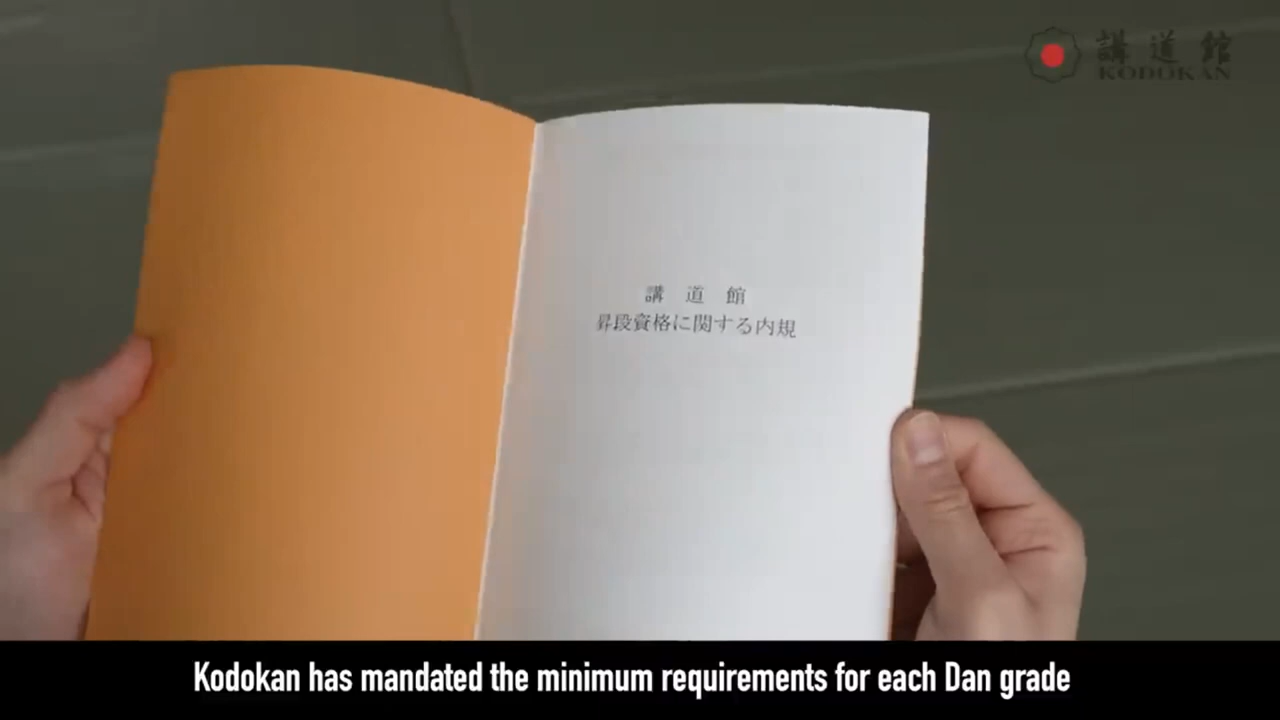 講道館
KODOKAN
講道館
昇段資格に関する内規
Kodokan has mandated the minimum requirements for each Dan grade